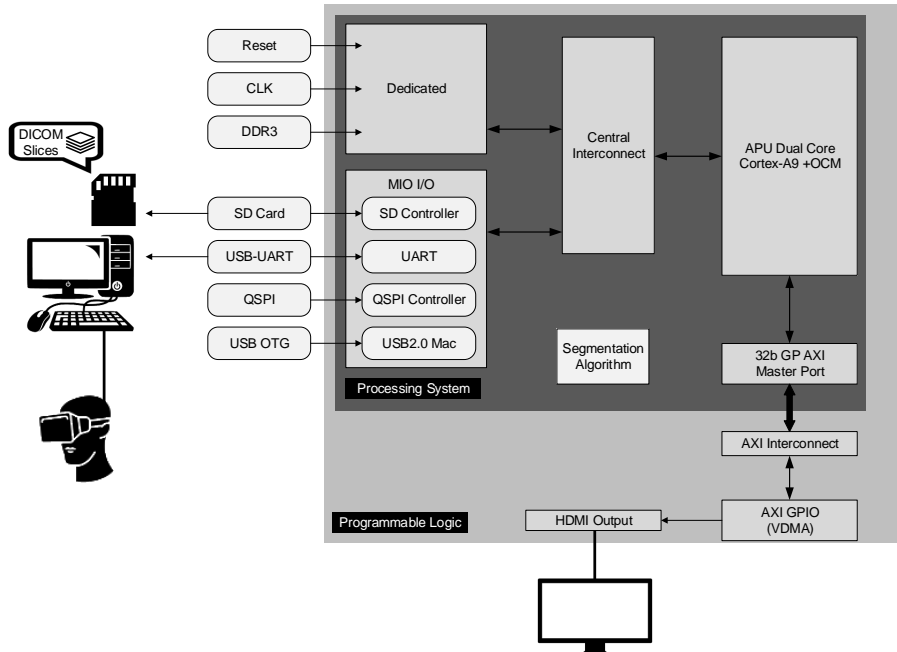 Reset
CLK
DDR3
Dedicated
Central
Interconnect
APU Dual Core
Cortex-A9 +OCM
DICOM
Slices
MIO I/O
SD Card
SD Controller
USB-UART
UART
QSPI
QSPI Controller
USB OTG
USB2.0 Mac
Processing System
Segmentation
Algorithm
32b GP AXI
Master Port
AXI Interconnect
Programmable Logic
HDMI Output
AXI GPIO
(VDMA)